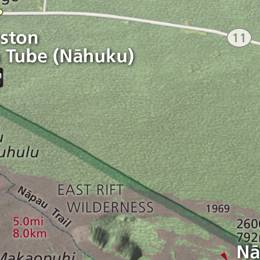 ston
Tube (Nāhuku)
11
uhulu
EAST RIFT
WILDERNESS
Nāpau Trail
5.0mi
8.0km
1969
2600
792
Nā
Makaopuhi